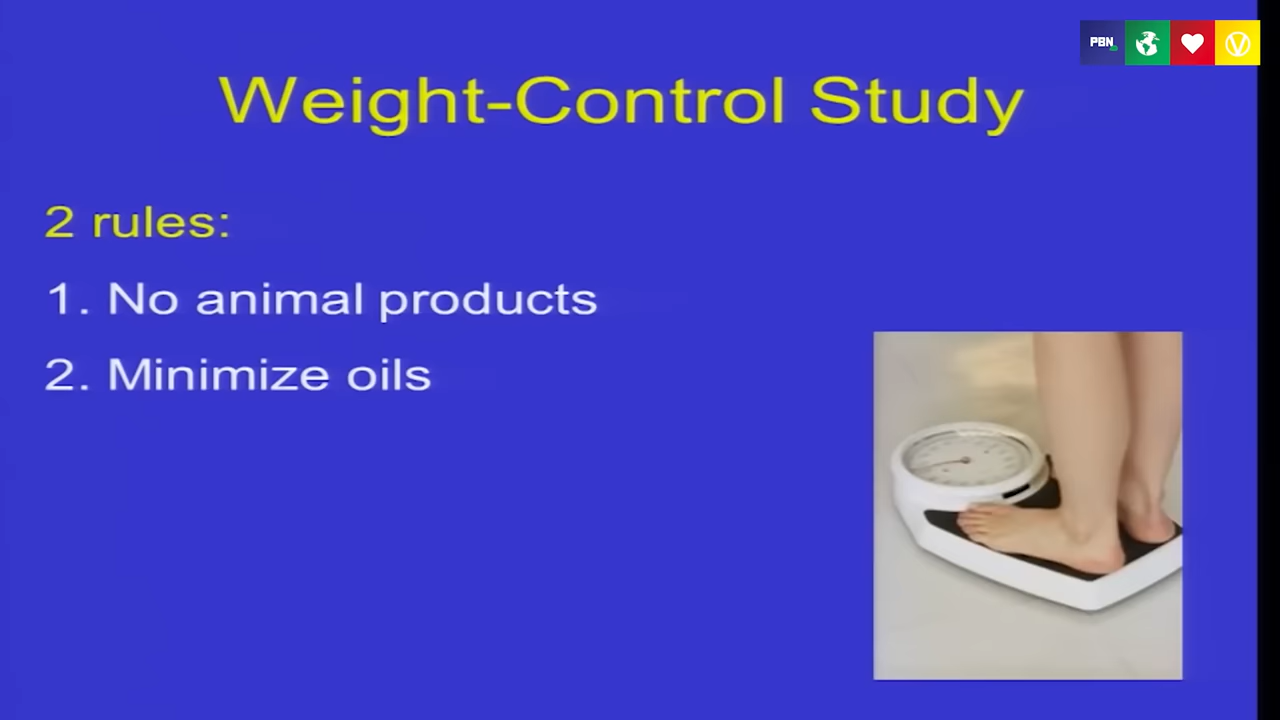 PBN
Weight-Control Study
2 rules:
1. No animal products
2. Minimize oils